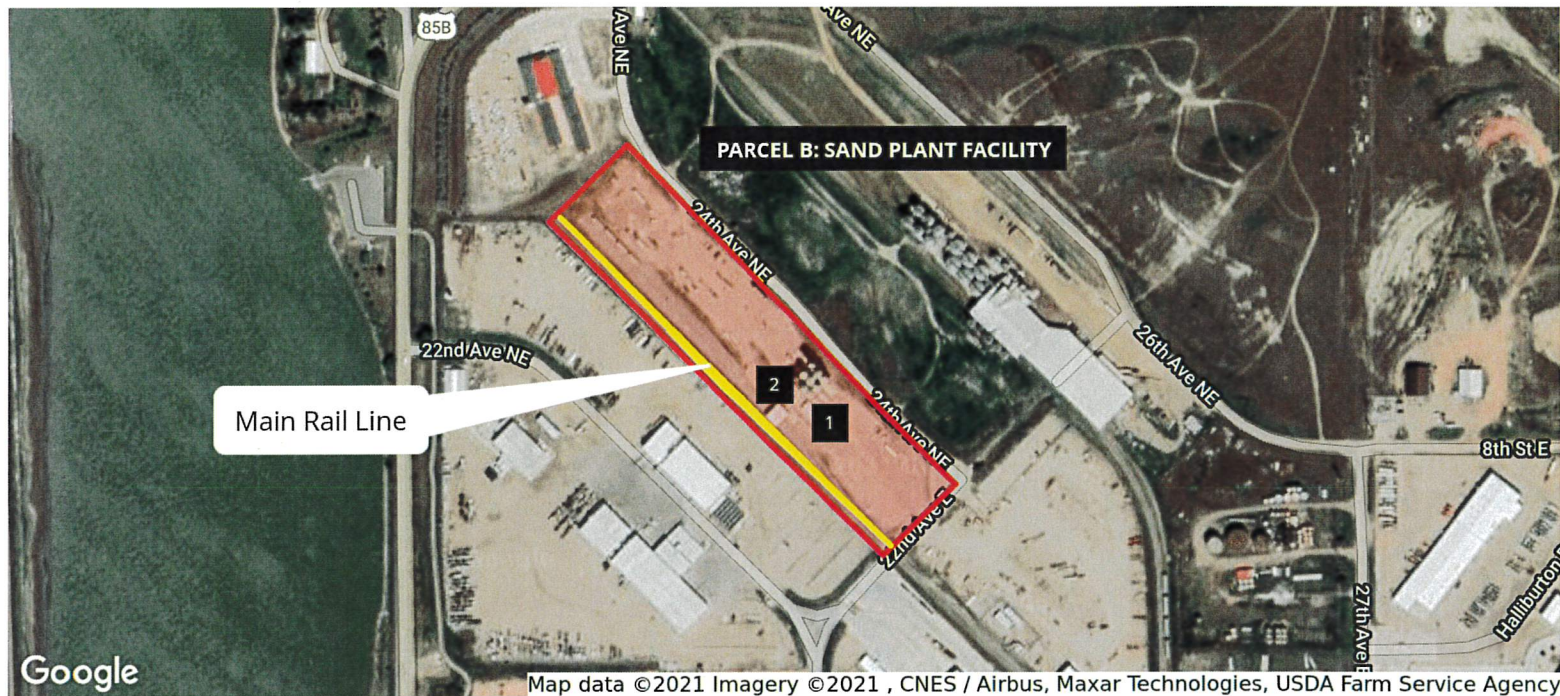 85B
Ave NE
Ave NE
PARCEL B: SAND PLANT FACILITY
24th Ave NE
22nd Ave NE
26th Ave NE
2
Main Rail Line
1
24th Ave NE
8th St E
22nd Ave E
27th Ave E
Halliburton
Google
Map data ©2021 Imagery ©2021 , CNES / Airbus, Maxar Technologies, USDA Farm Service Agency